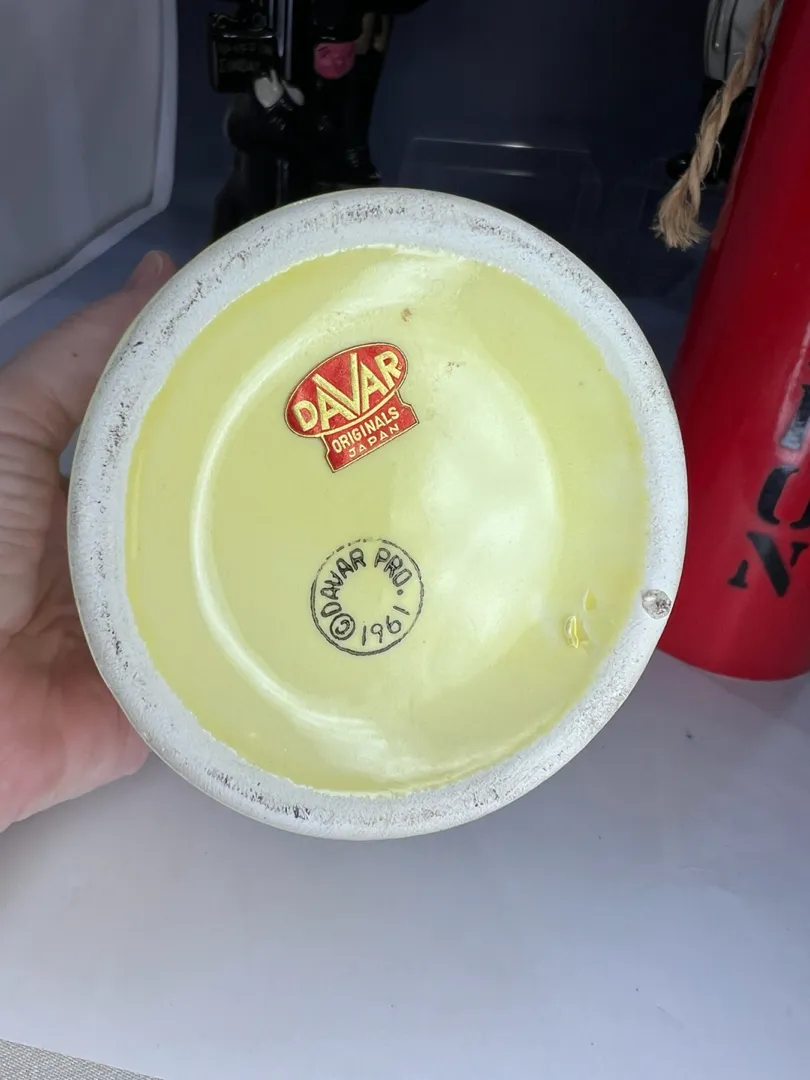 DAVAR
ORIGINALS
JAPAN
©DAVAR PRO.
1961